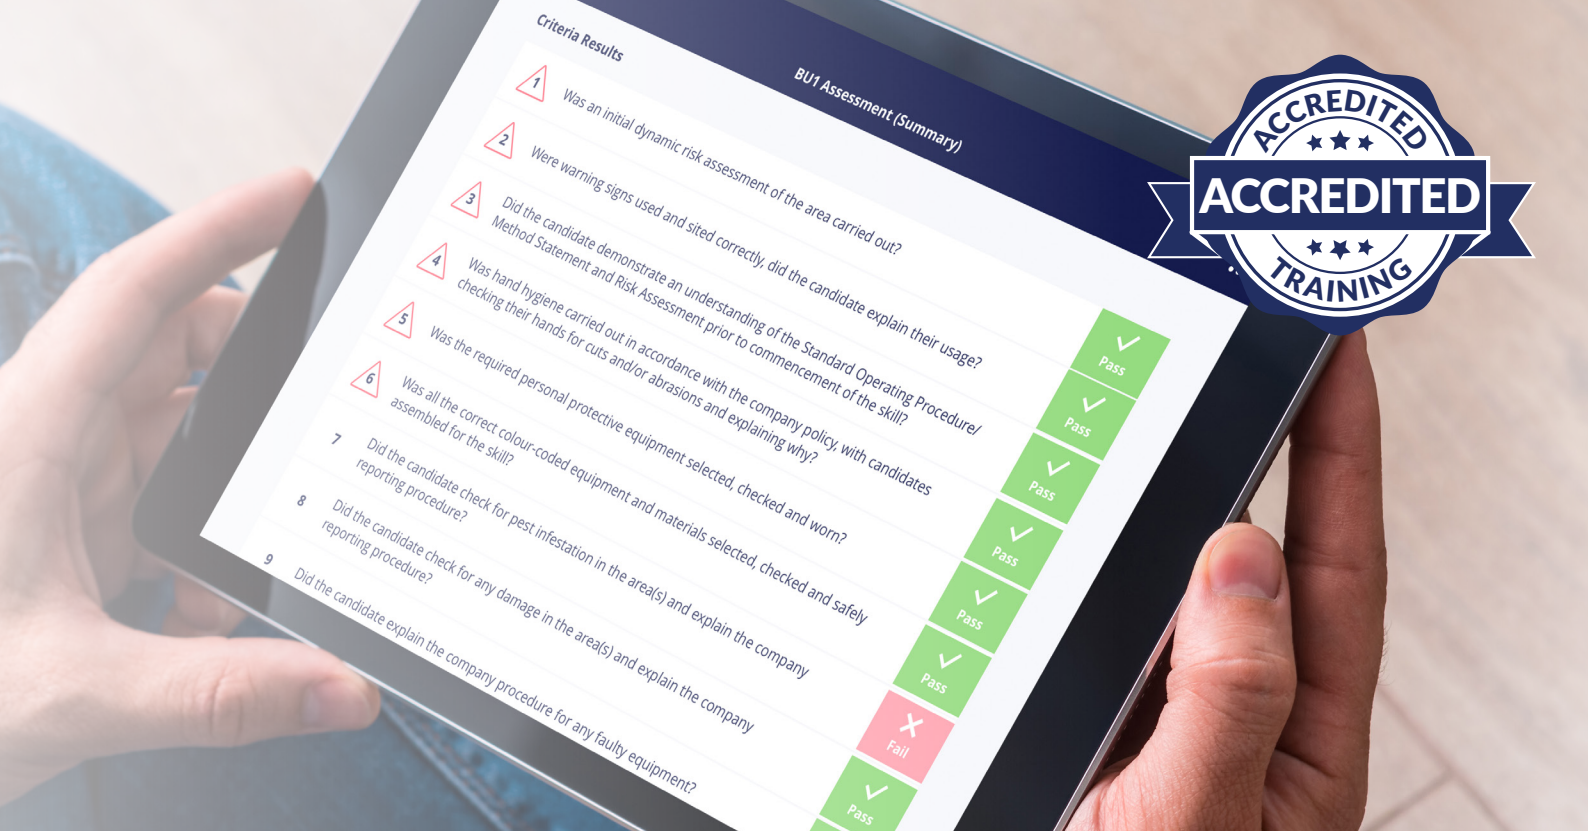 Criteria Results
BU1 Assessment (Summary)
1 Was an initial dynamic risk assessment of the area carried out? Pass
2 Were warning signs used and sited correctly, did the candidate explain their usage? Pass
3 Did the candidate demonstrate an understanding of the Standard Operating Procedure/
Method Statement and Risk Assessment prior to commencement of the skill? Pass
4 Was hand hygiene carried out in accordance with the company policy, with candidates
checking their hands for cuts and/or abrasions and explaining why? Pass
5 Was the required personal protective equipment selected, checked and worn? Pass
6 Was all the correct colour-coded equipment and materials selected, checked and safely
assembled for the skill? Pass
7 Did the candidate check for pest infestation in the area(s) and explain the company
reporting procedure? Fail
8 Did the candidate check for any damage in the area(s) and explain the company
reporting procedure? Pass
9 Did the candidate explain the company procedure for any faulty equipment?
ACCREDITED
ACCREDITED
TRAINING